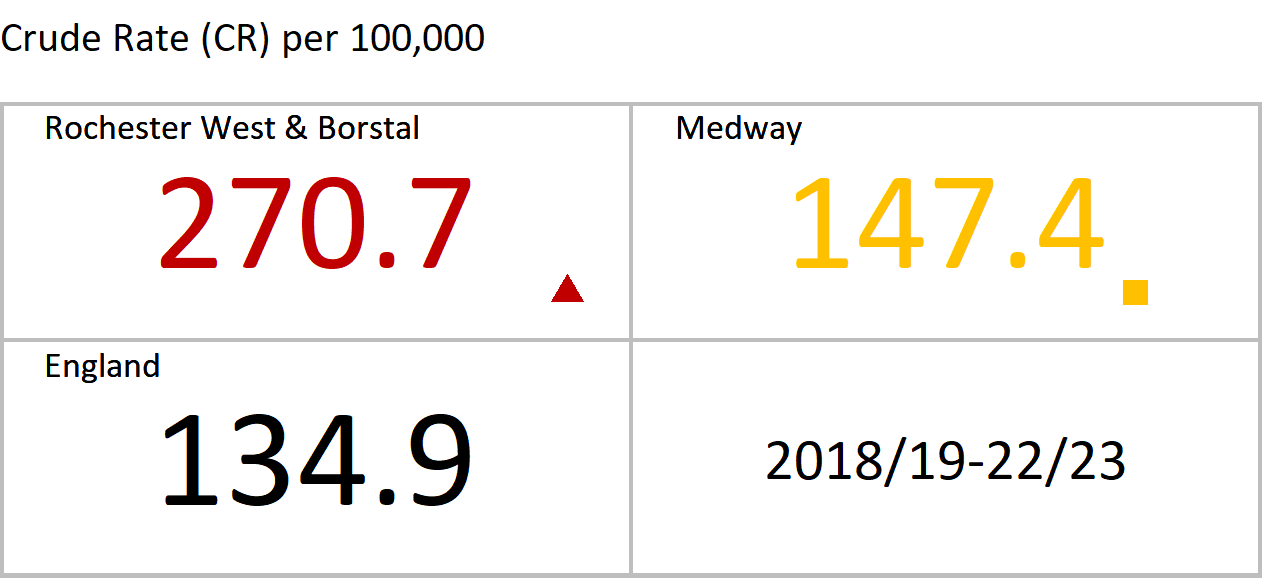 Crude Rate (CR) per 100,000
Rochester West & Borstal
270.7
Medway
147.4
England
134.9
2018/19-22/23